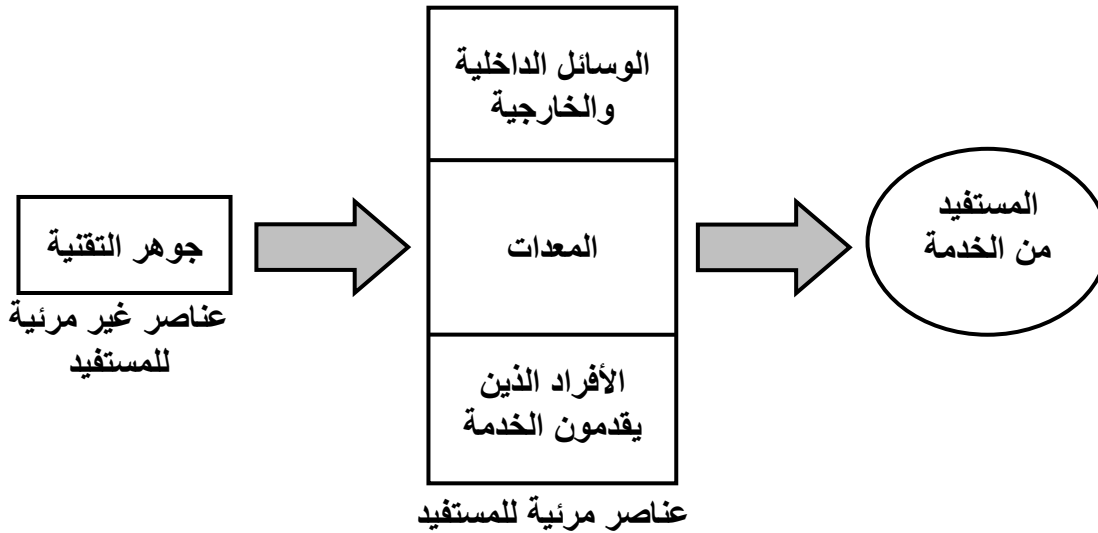 الوسائل الداخلية
والخارجية
المعدات
الأفراد الذين
يقدمون الخدمة
عناصر مرئية للمستفيد
جوهر التقنية
عناصر غير مرئية
للمستفيد
المستفيد
من الخدمة